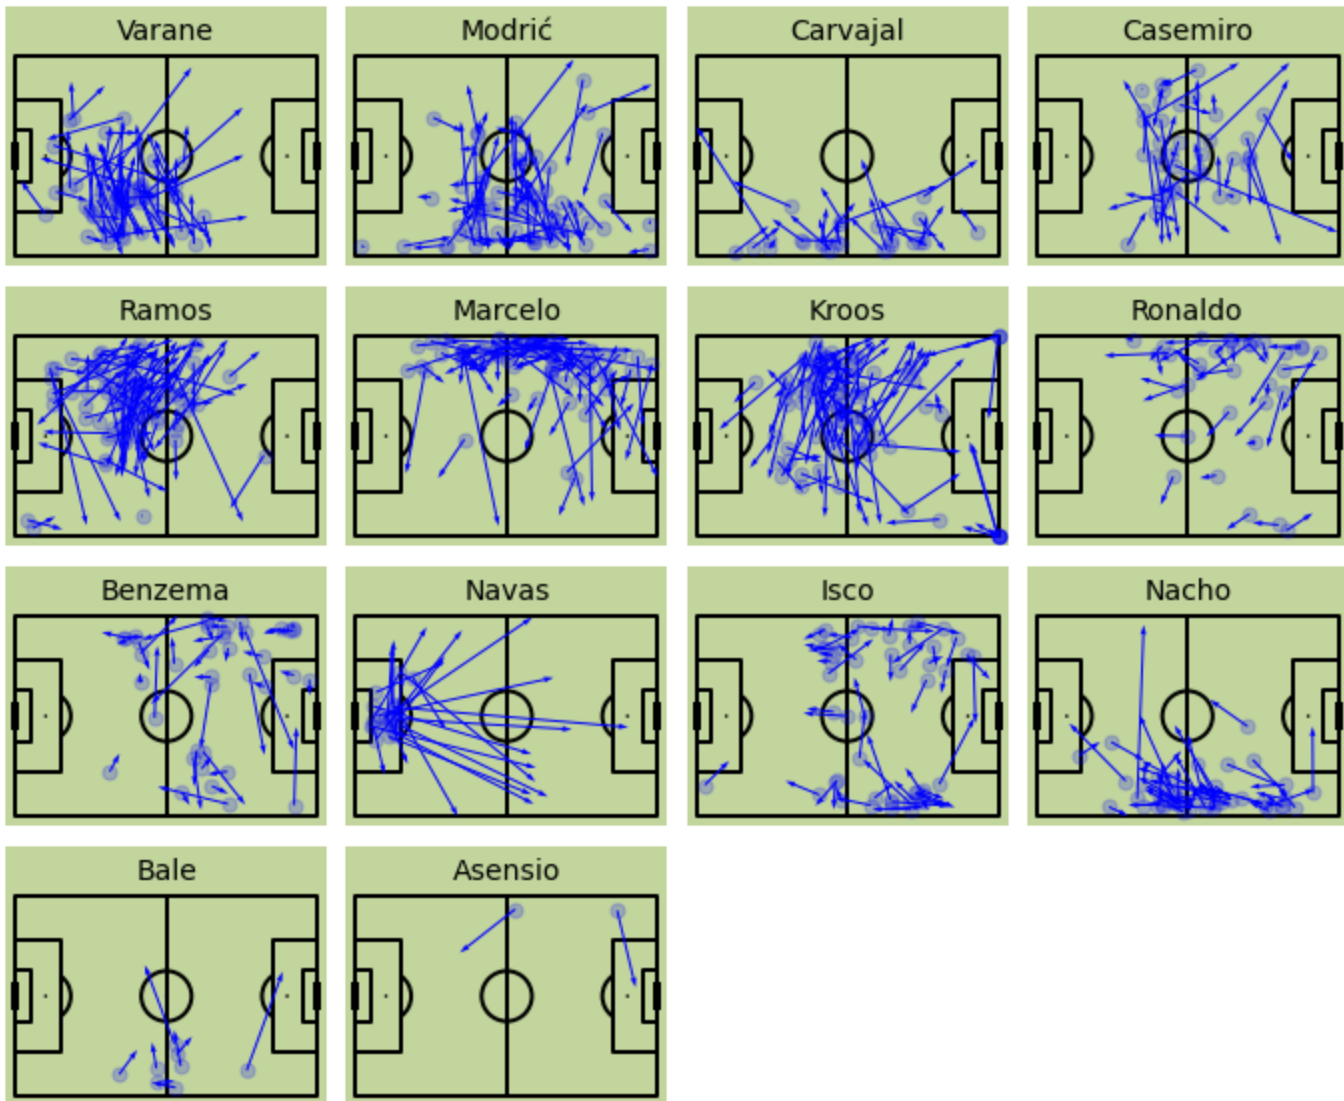 Varane
Modrić
Carvajal
Casemiro
Ramos
Marcelo
Kroos
Ronaldo
Benzema
Navas
Isco
Nacho
Bale
Asensio